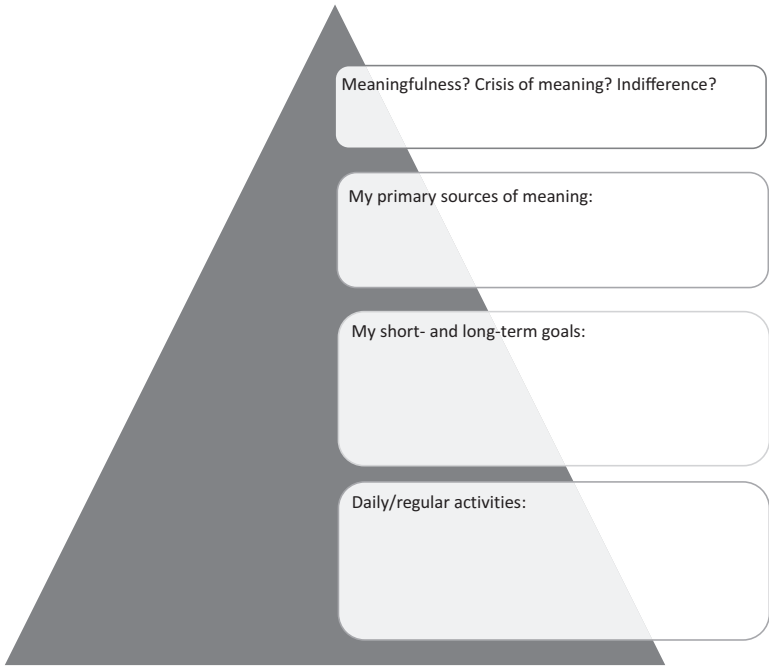 Meaningfulness? Crisis of meaning? Indifference?
My primary sources of meaning:
My short- and long-term goals:
Daily/regular activities: